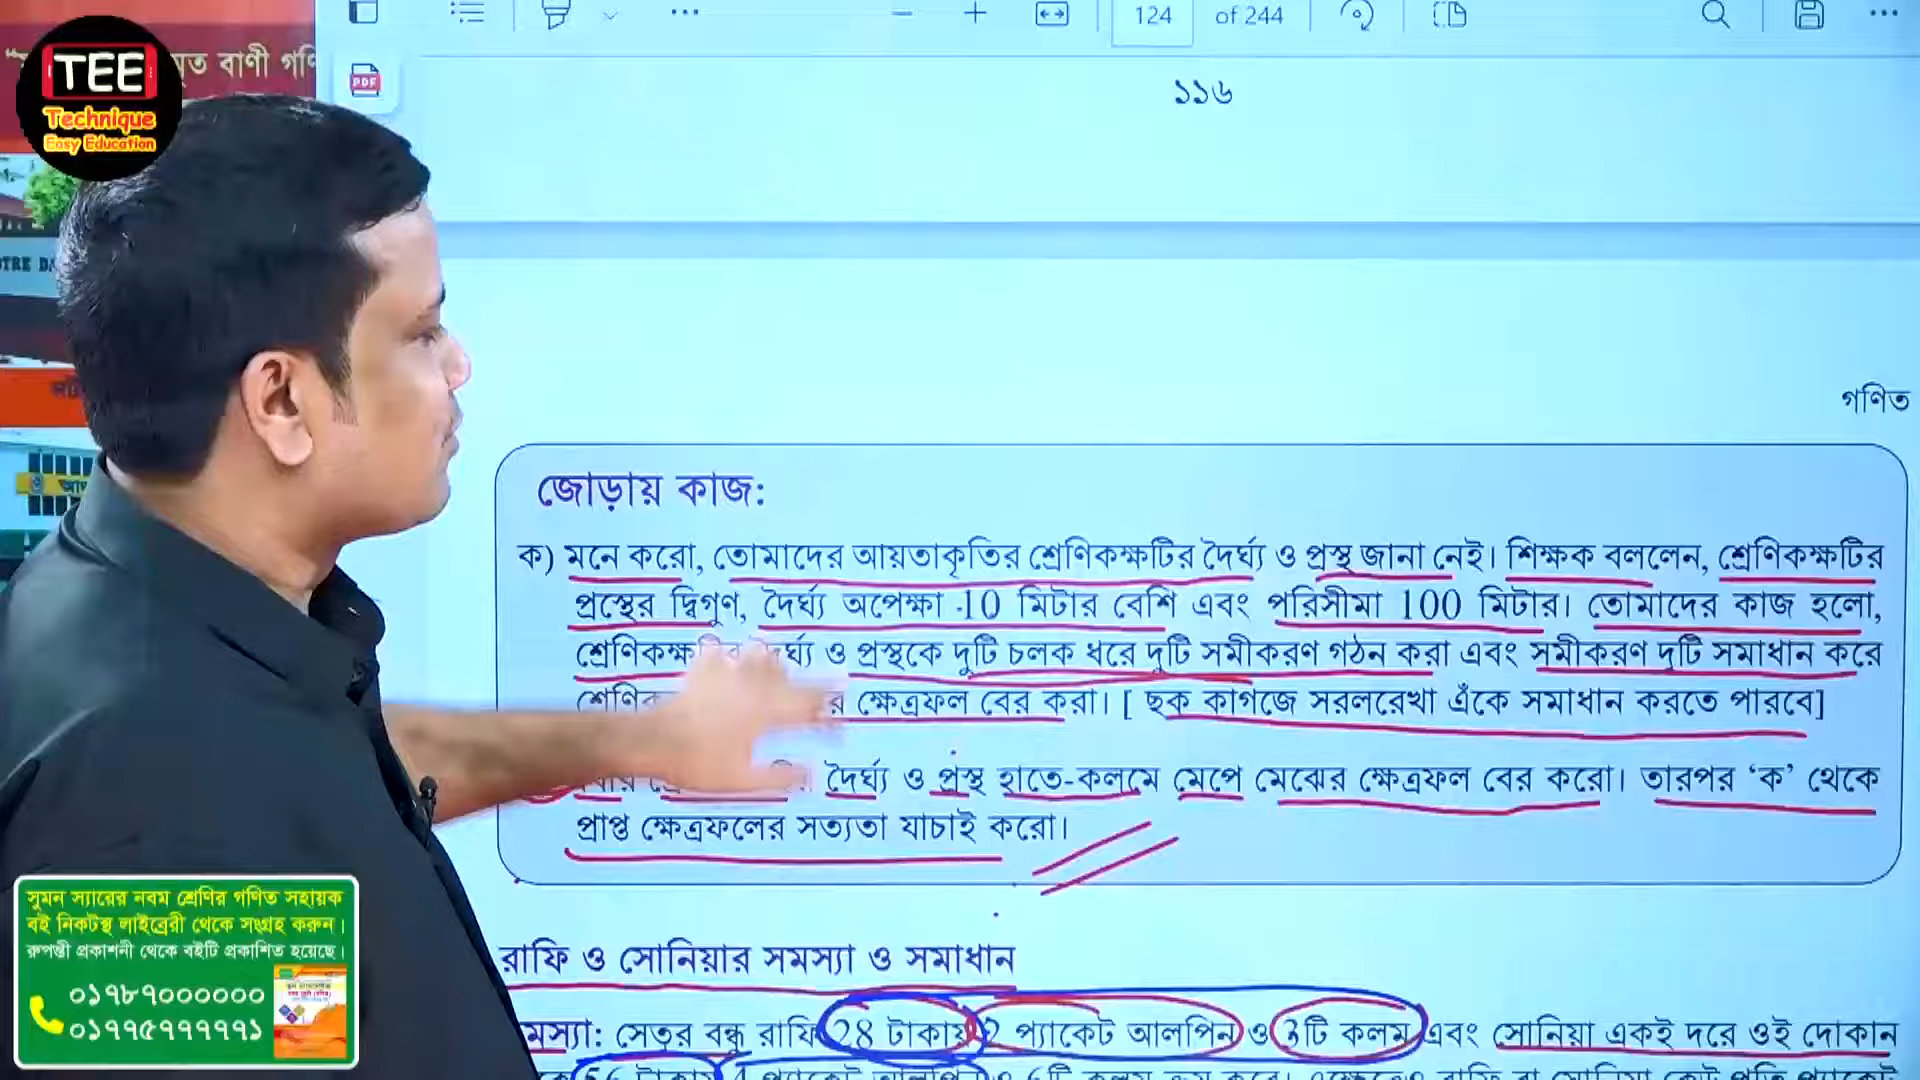 TEE
Technique
Easy Education
মৃত বাণী গণি
124 of 244
PDF
১১৬
গণিত
জোড়ায় কাজ:
ক) মনে করো, তোমাদের আয়তাকৃতির শ্রেণিকক্ষটির দৈর্ঘ্য ও প্রস্থ জানা নেই। শিক্ষক বললেন, শ্রেণিকক্ষটির
প্রস্থের দ্বিগুণ, দৈর্ঘ্য অপেক্ষা 10 মিটার বেশি এবং পরিসীমা 100 মিটার। তোমাদের কাজ হলো,
দৈর্ঘ্য ও প্রস্থকে দুটি চলক ধরে দুটি সমীকরণ গঠন করা এবং সমীকরণ দুটি সমাধান করে
ক্ষেত্রফল বের করা। [ ছক কাগজে সরলরেখা এঁকে সমাধান করতে পারবে]
দৈর্ঘ্য ও প্রস্থ হাতে-কলমে মেপে মেঝের ক্ষেত্রফল বের করো। তারপর ‘ক’ থেকে
প্রাপ্ত ক্ষেত্রফলের সত্যতা যাচাই করো।
রাফি ও সোনিয়ার সমস্যা ও সমাধান
মস্যা: সেতুর বন্ধু রাফি 28 টাকায় 2 প্যাকেট আলপিন ও 3টি কলম এবং সোনিয়া একই দরে ওই দোকান
সুমন স্যারের নবম শ্রেণির গণিত সহায়ক
বই নিকটস্থ লাইব্রেরী থেকে সংগ্রহ করুন।
রুপন্তী প্রকাশনী থেকে বইটি প্রকাশিত হয়েছে।
০১৭৮৭০০০০০০
০১৭৭৫৭৭৭৭৭১